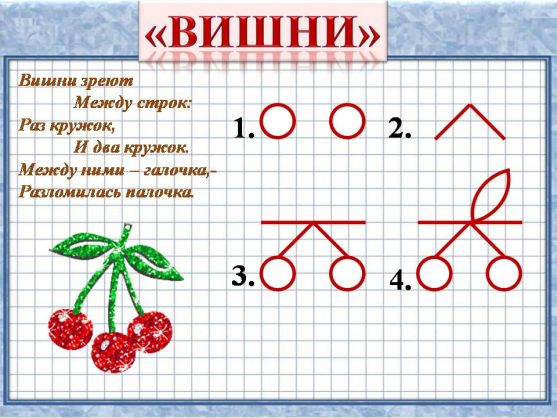 «ВИШНИ»
Вишни зреют
Между строк:
Раз кружок,
И два кружок.
Между ними – галочка,-
Разломилась палочка.
1.
2.
3.
4.